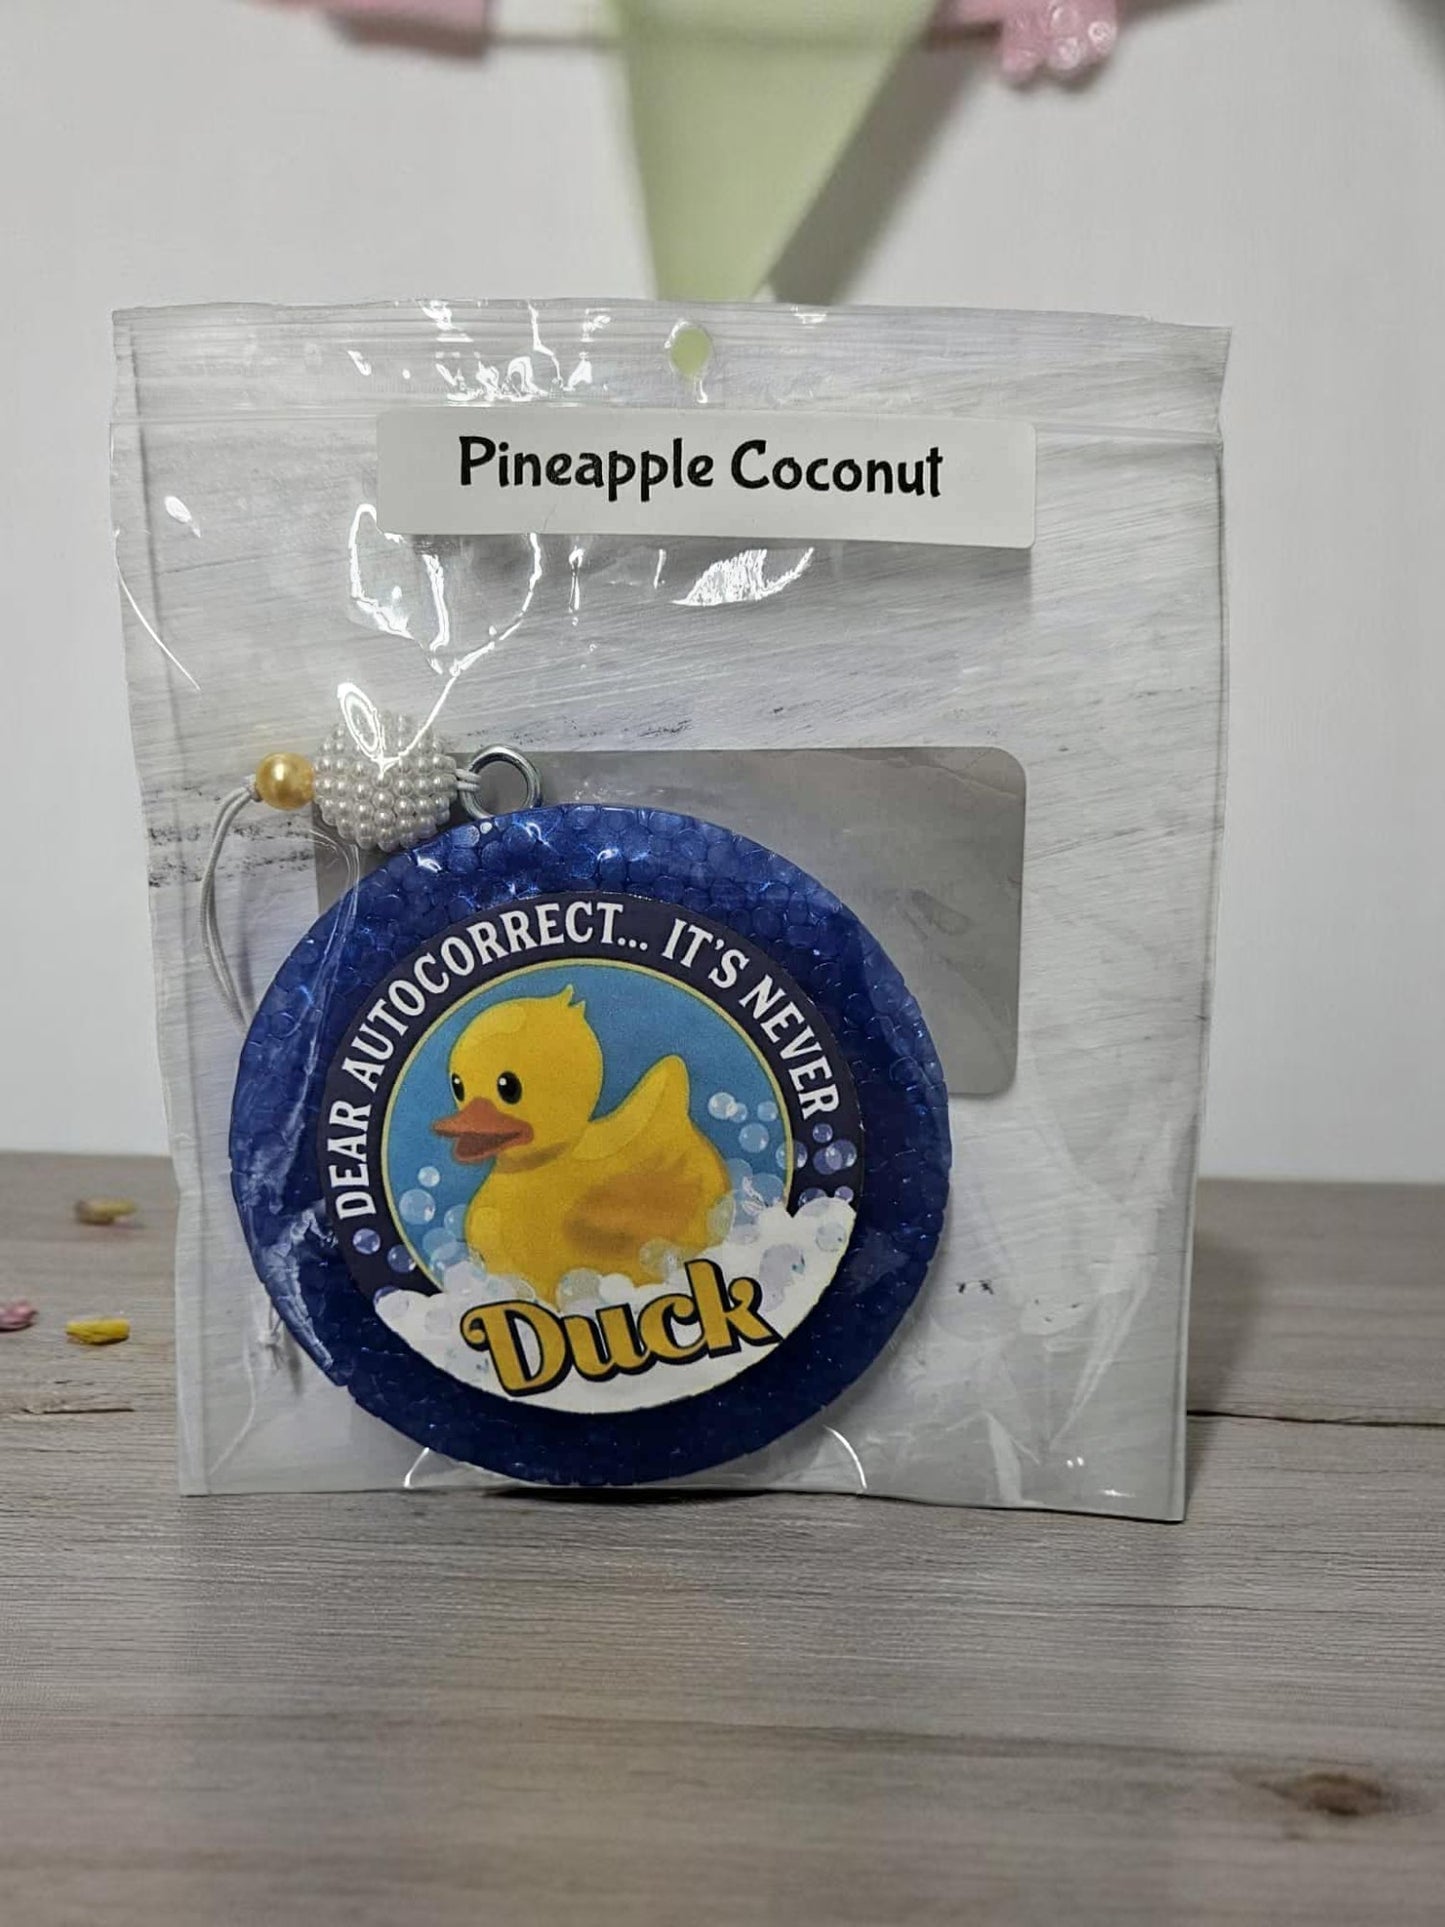 Pineapple Coconut
DEAR AUTOCORRECT... IT'S NEVER
Duck